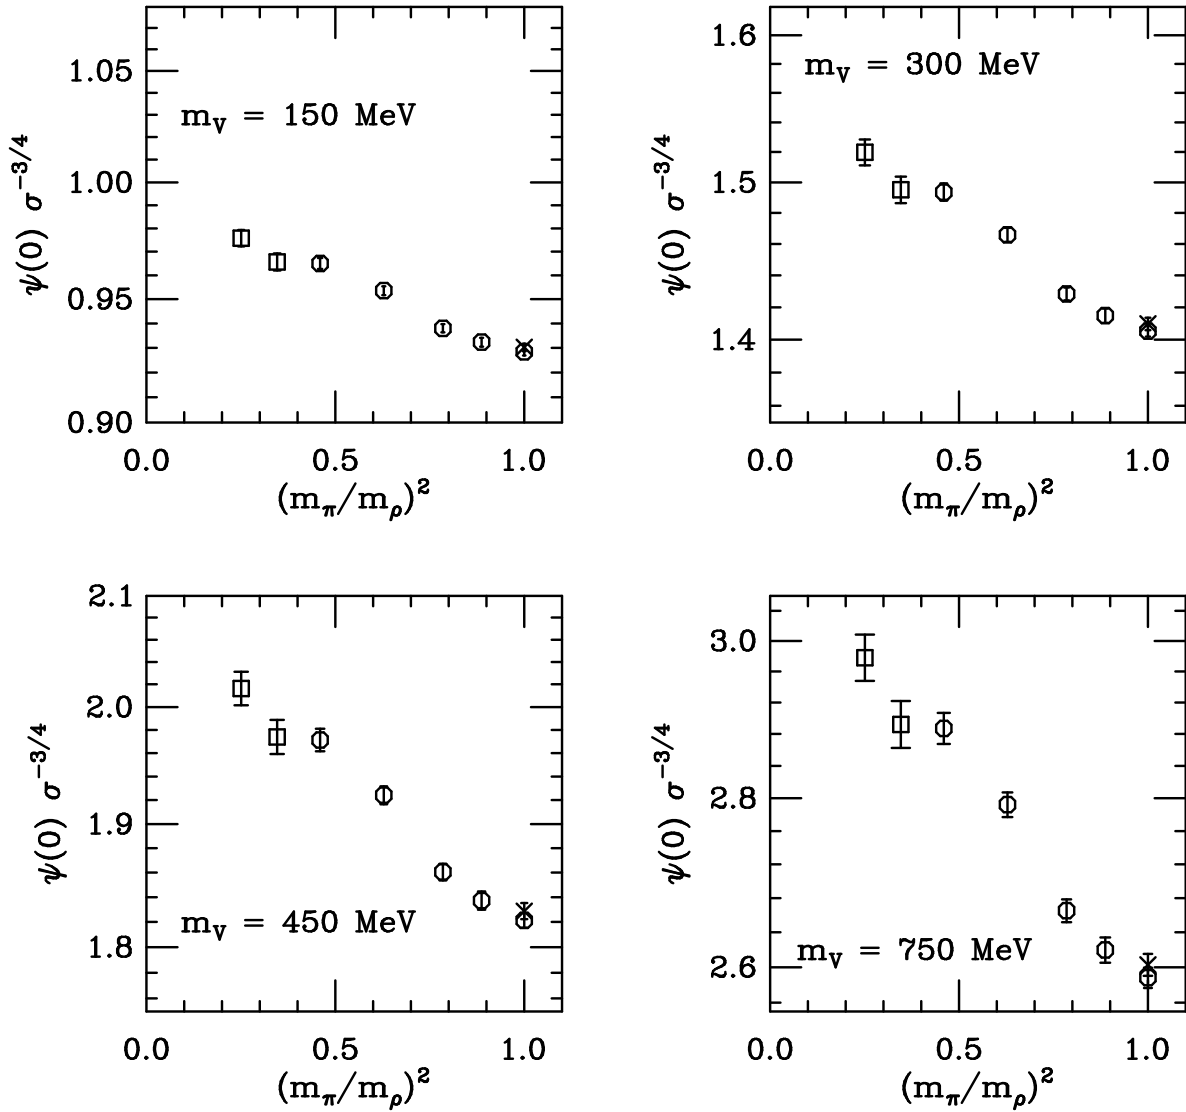 1.05
1.00
0.95
0.90
ψ(0) σ^{-3/4}
m_V = 150 MeV
0.0 0.5 1.0
(m_π/m_ρ)^2
1.6
1.5
1.4
ψ(0) σ^{-3/4}
m_V = 300 MeV
0.0 0.5 1.0
(m_π/m_ρ)^2
2.1
2.0
1.9
1.8
ψ(0) σ^{-3/4}
m_V = 450 MeV
0.0 0.5 1.0
(m_π/m_ρ)^2
3.0
2.8
2.6
ψ(0) σ^{-3/4}
m_V = 750 MeV
0.0 0.5 1.0
(m_π/m_ρ)^2